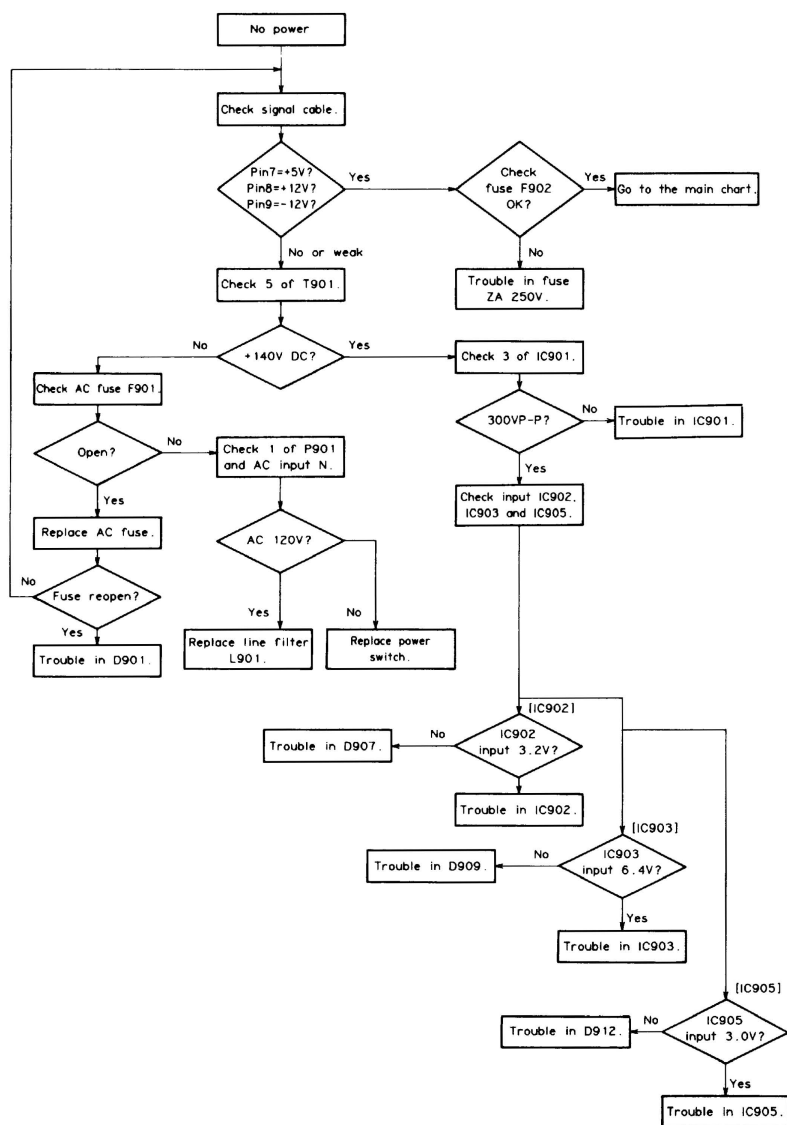 No power
Check signal cable.
Pin7=+5V?
Pin8=+12V?
Pin9=-12V?
Yes
Check
fuse F902
OK?
Yes
Go to the main chart.
No or weak
No
Check 5 of T901.
Trouble in fuse
ZA 250V.
No
+140V DC?
Yes
Check 3 of IC901.
Check AC fuse F901.
300VP-P?
No
Trouble in IC901.
Open?
No
Check 1 of P901
and AC input N.
Yes
Yes
Check input IC902.
IC903 and IC905.
Replace AC fuse.
AC 120V?
No
Fuse reopen?
Yes
No
Yes
Replace line filter
L901.
Replace power
switch.
Trouble in D901.
[IC902]
IC902
input 3.2V?
No
Trouble in D907.
Trouble in IC902.
[IC903]
IC903
input 6.4V?
No
Trouble in D909.
Yes
Trouble in IC903.
[IC905]
IC905
input 3.0V?
No
Trouble in D912.
Yes
Trouble in IC905.